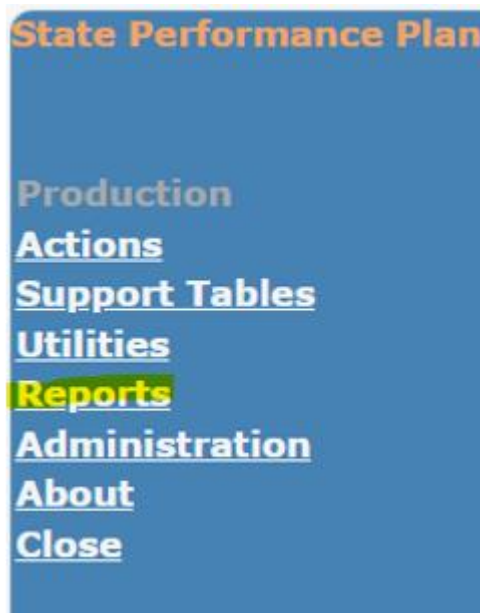 State Performance Plan
Production
Actions
Support Tables
Utilities
Reports
Administration
About
Close